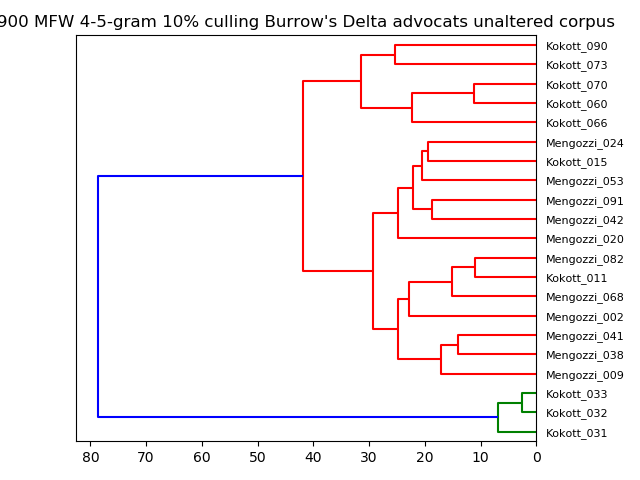 900 MFW 4-5-gram 10% culling Burrow's Delta advocats unaltered corpus
Kokott_090
Kokott_073
Kokott_070
Kokott_060
Kokott_066
Mengozzi_024
Kokott_015
Mengozzi_053
Mengozzi_091
Mengozzi_042
Mengozzi_020
Mengozzi_082
Kokott_011
Mengozzi_068
Mengozzi_002
Mengozzi_041
Mengozzi_038
Mengozzi_009
Kokott_033
Kokott_032
Kokott_031
80 70 60 50 40 30 20 10 0